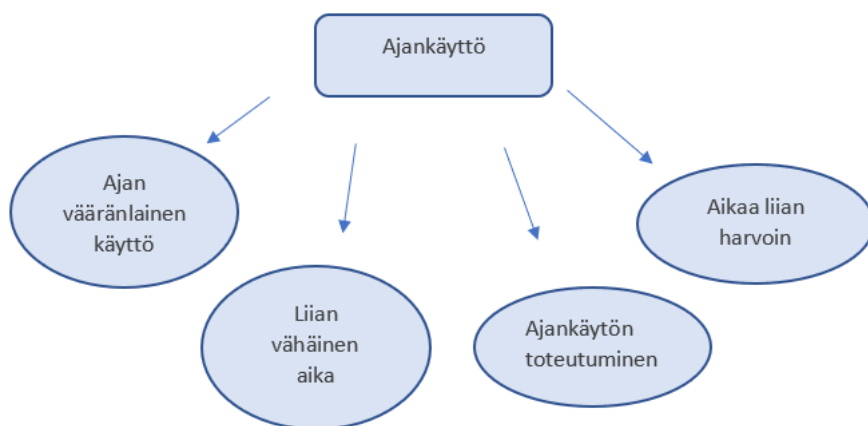 Ajankäyttö
Ajan
vääränlainen
käyttö
Liian
vähäinen
aika
Ajankäytön
toteutuminen
Aikaa liian
harvoin